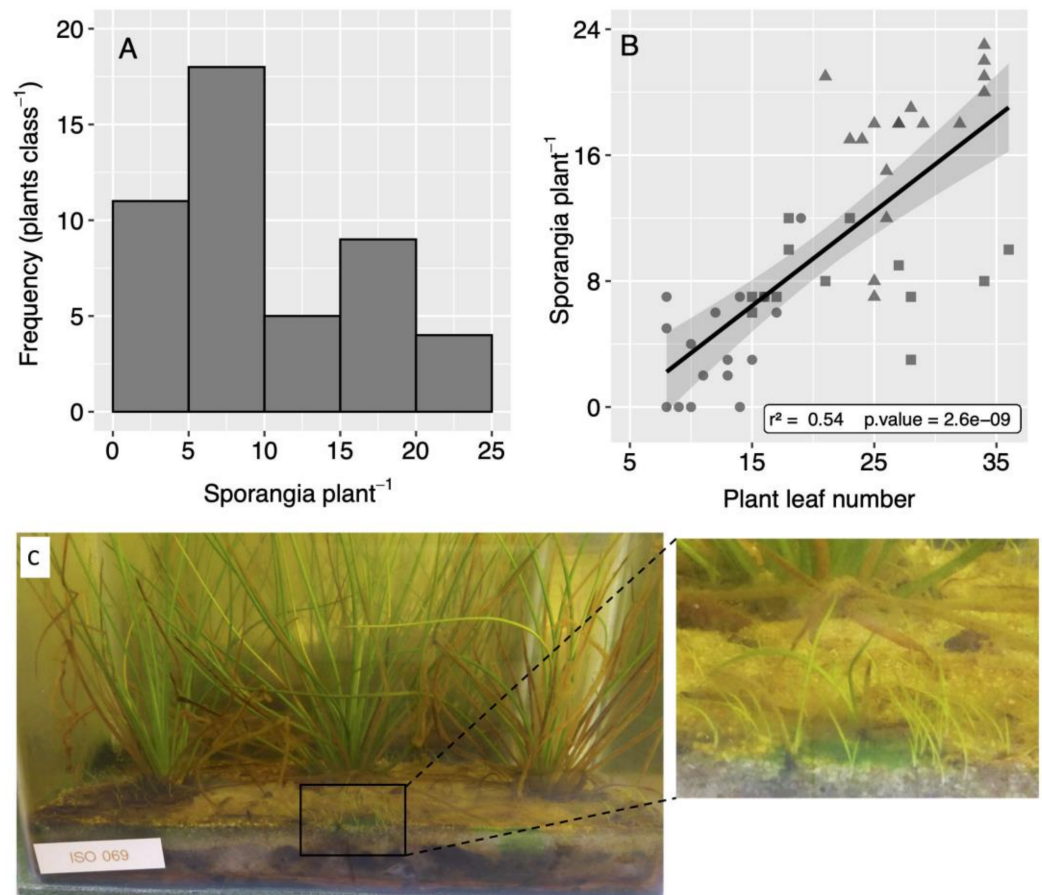 A
20
15
10
5
0
Frequency (plants class⁻¹)
0 5 10 15 20 25
Sporangia plant⁻¹
B
24
16
8
0
Sporangia plant⁻¹
r² = 0.54 p.value = 2.6e−09
5 15 25 35
Plant leaf number
C
ISO 069